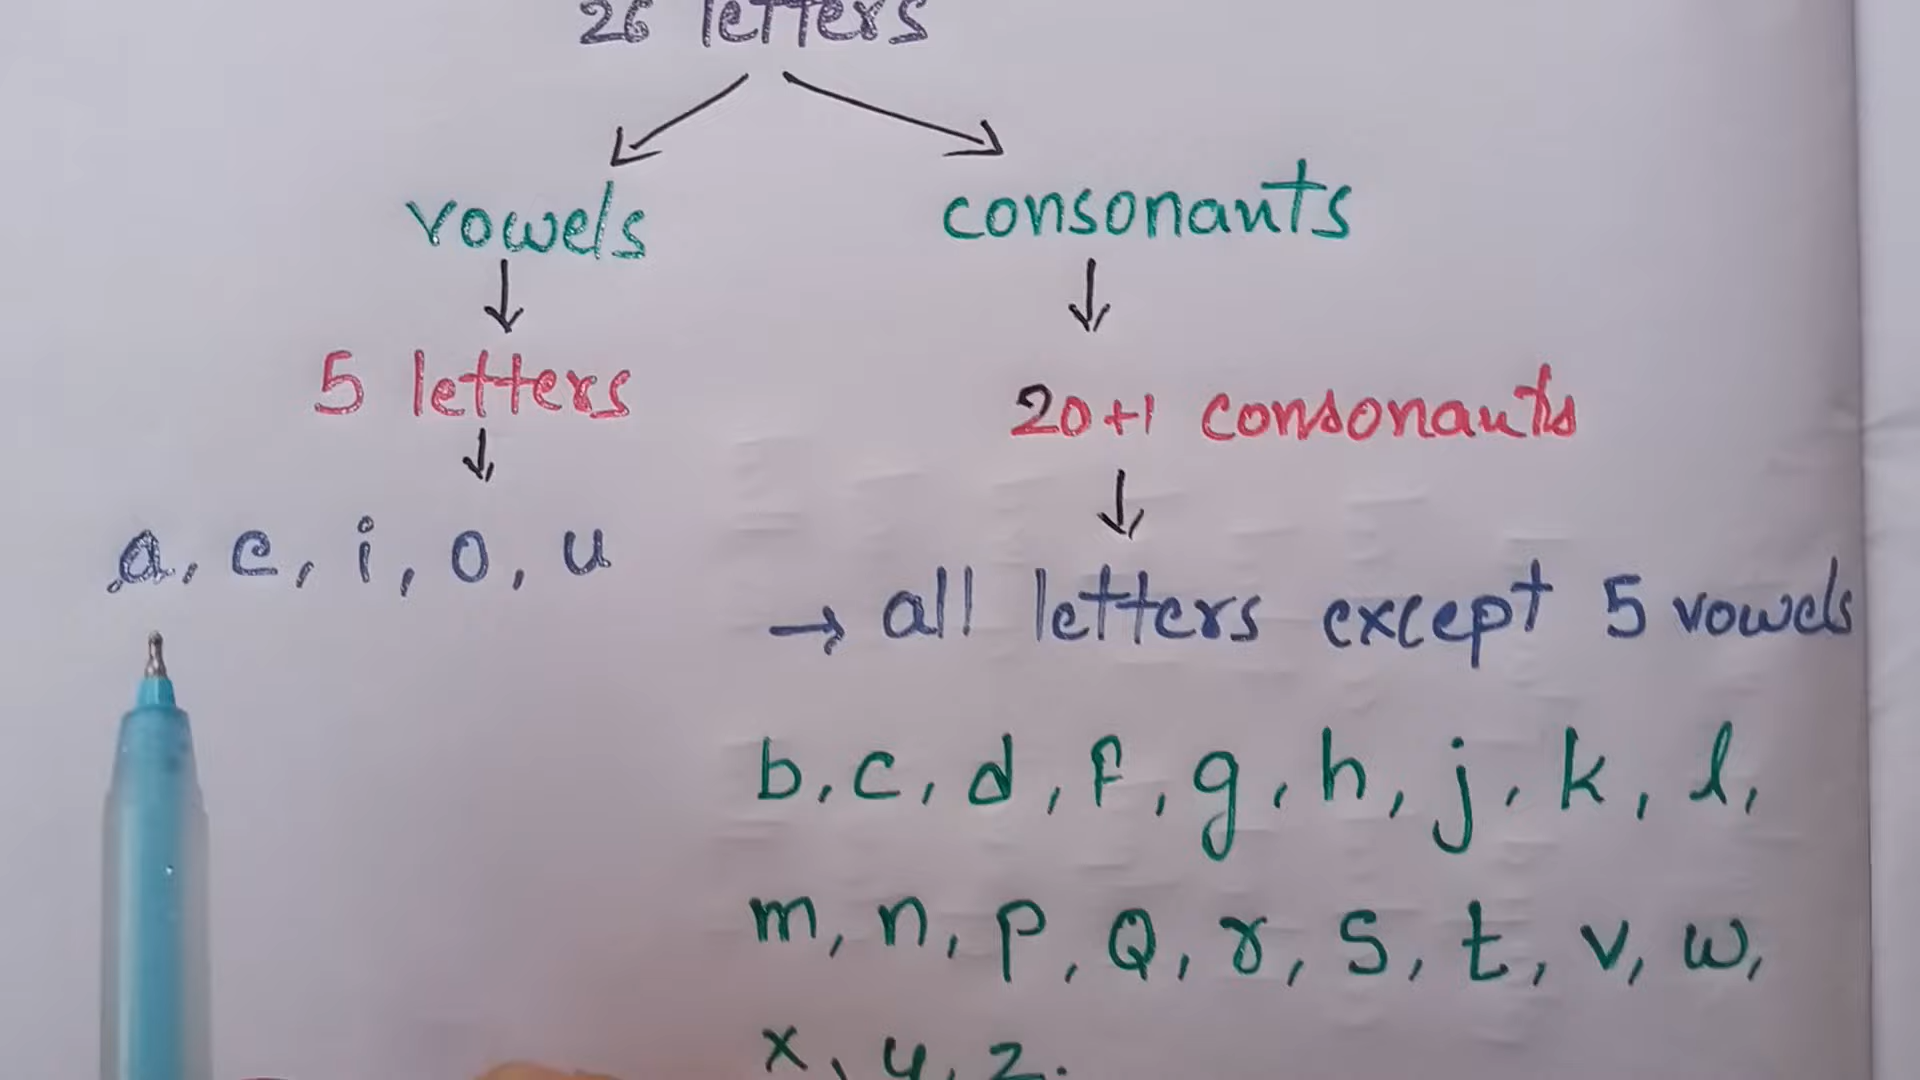 26 letters
vowels
consonants
5 letters
20+1 consonants
a, e, i, o, u
→ all letters except 5 vowels
b, c, d, f, g, h, j, k, l,
m, n, p, Q, r, s, t, v, w,
x, y, z.